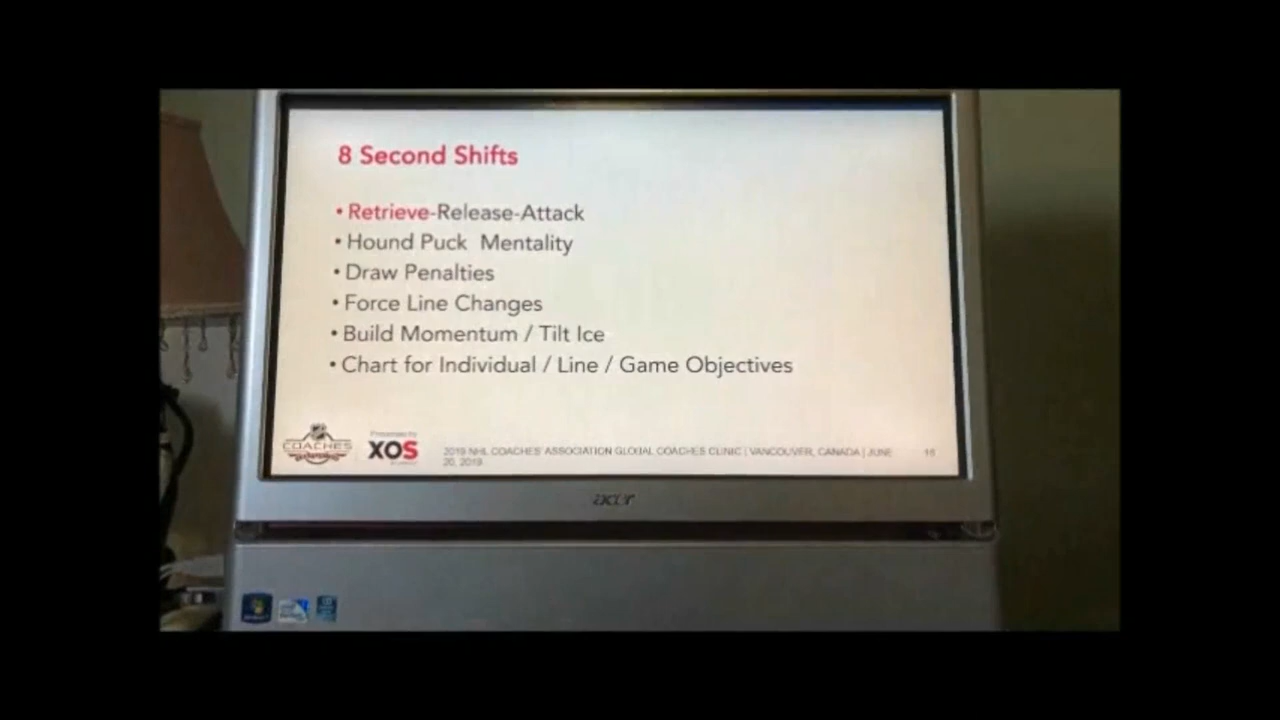 8 Second Shifts
• Retrieve-Release-Attack
• Hound Puck Mentality
• Draw Penalties
• Force Line Changes
• Build Momentum / Tilt Ice
• Chart for Individual / Line / Game Objectives
COACHES
Presented by
XOS
2019 NHL COACHES' ASSOCIATION GLOBAL COACHES CLINIC | VANCOUVER, CANADA | JUNE
20, 2019
acer